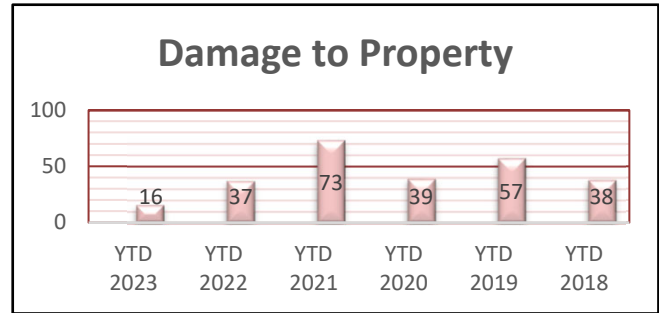 Damage to Property
100
50
0
16
37
73
39
57
38
YTD 2023
YTD 2022
YTD 2021
YTD 2020
YTD 2019
YTD 2018